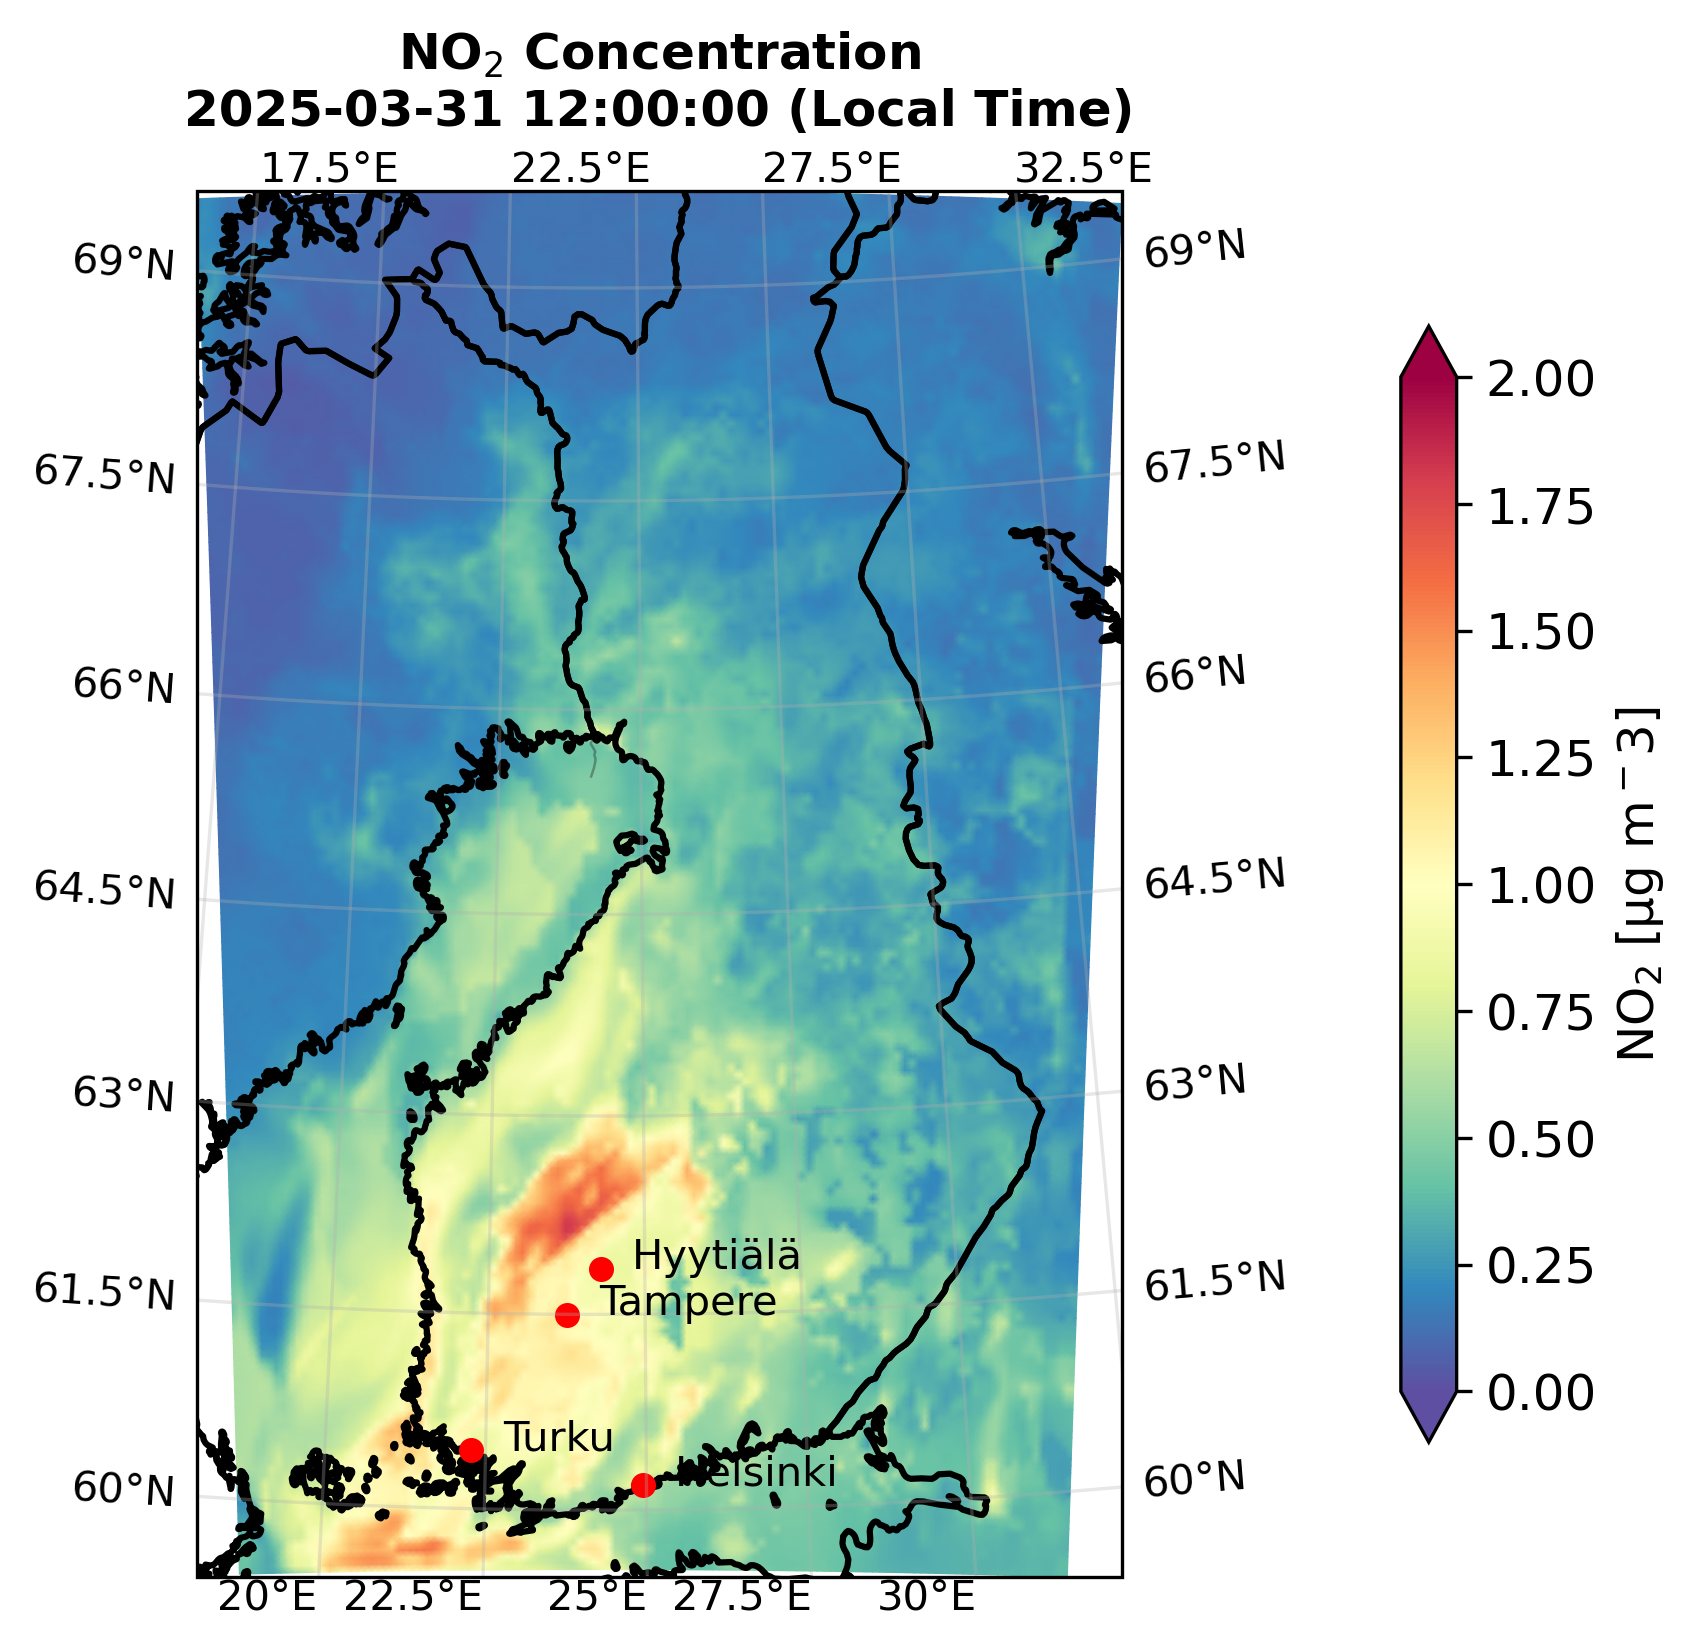 NO₂ Concentration
2025-03-31 12:00:00 (Local Time)
17.5°E 22.5°E 27.5°E 32.5°E
69°N 69°N
67.5°N 67.5°N
66°N 66°N
64.5°N 64.5°N
63°N 63°N
61.5°N 61.5°N
60°N 60°N
Hyytiälä
Tampere
Turku
Helsinki
20°E 22.5°E 25°E 27.5°E 30°E
2.00
1.75
1.50
1.25
1.00
0.75
0.50
0.25
0.00
NO₂ [µg m⁻3]